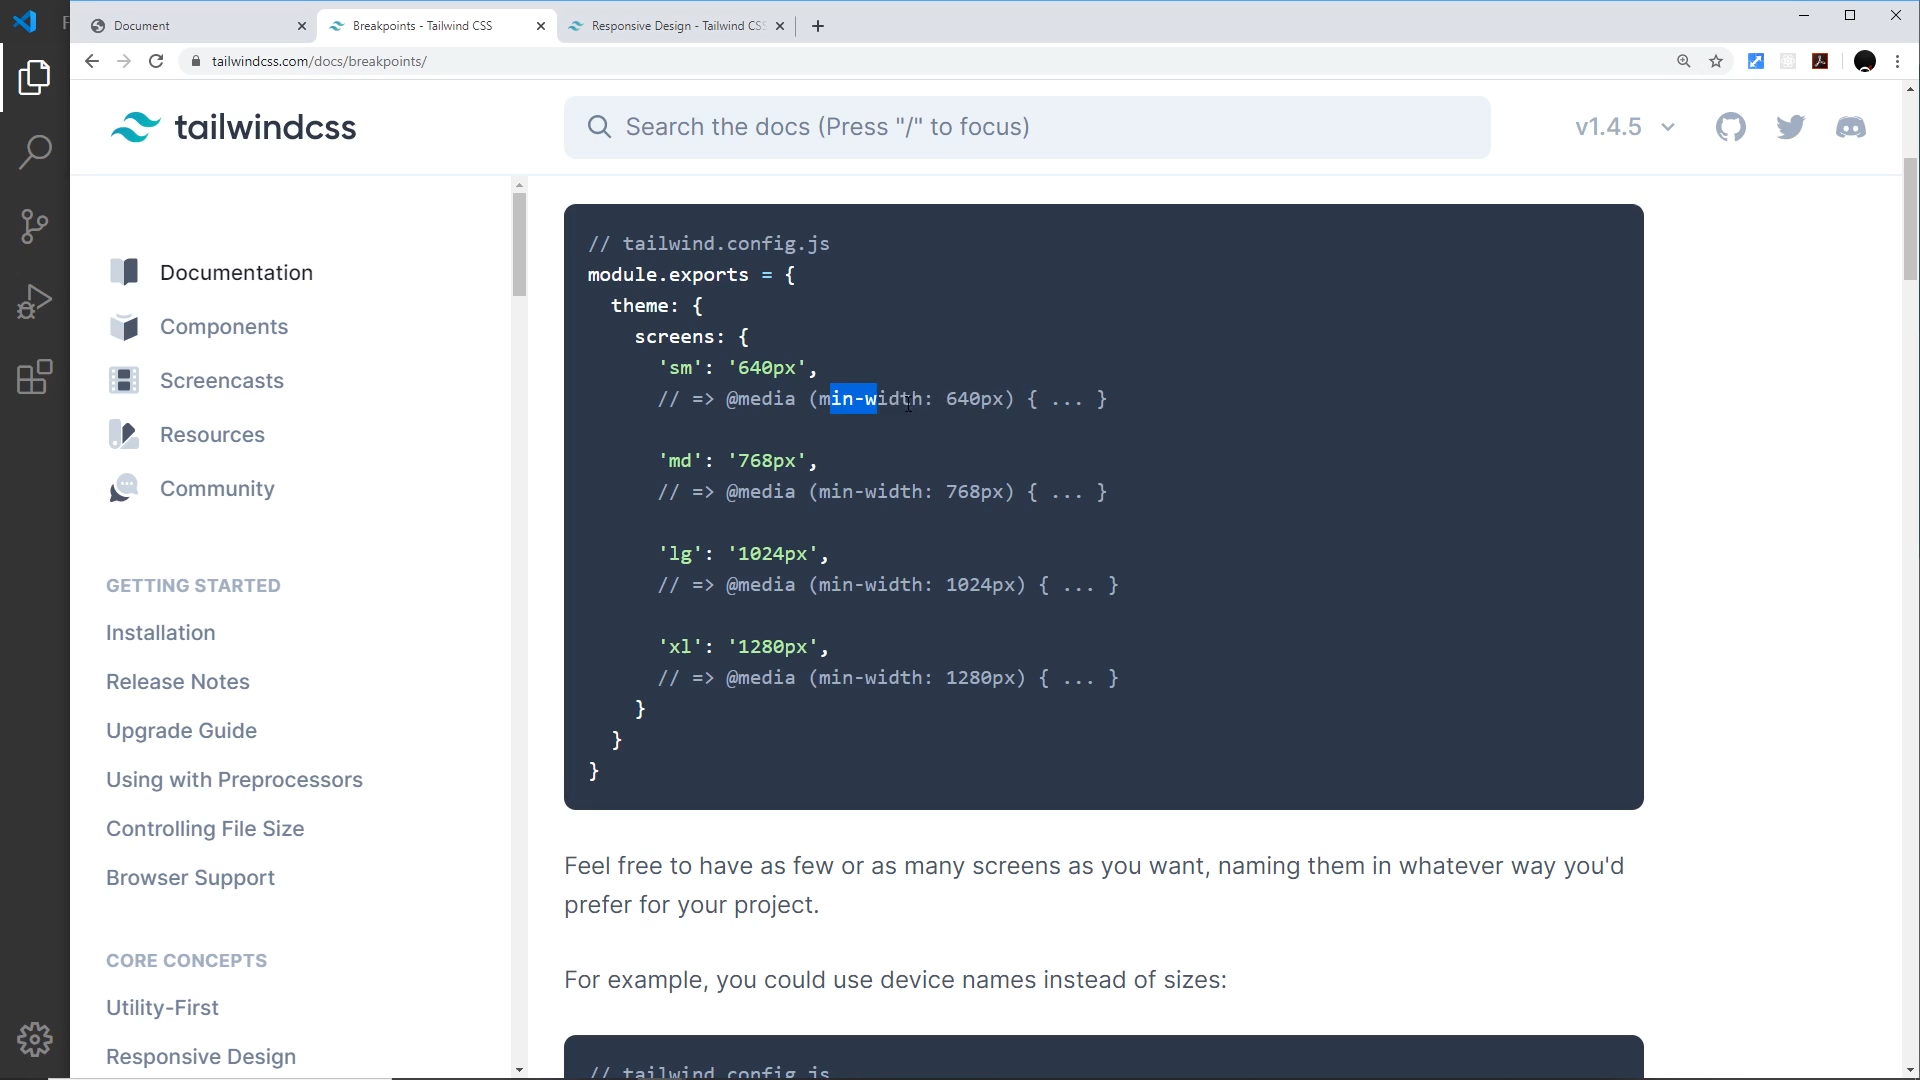 F
Document
Breakpoints - Tailwind CSS
Responsive Design - Tailwind CSS
tailwindcss.com/docs/breakpoints/
tailwindcss
Search the docs (Press "/" to focus)
v1.4.5
Documentation
Components
Screencasts
Resources
Community
GETTING STARTED
Installation
Release Notes
Upgrade Guide
Using with Preprocessors
Controlling File Size
Browser Support
CORE CONCEPTS
Utility-First
Responsive Design
// tailwind.config.js
module.exports = {
theme: {
screens: {
'sm': '640px',
// => @media (min-width: 640px) { ... }
'md': '768px',
// => @media (min-width: 768px) { ... }
'lg': '1024px',
// => @media (min-width: 1024px) { ... }
'xl': '1280px',
// => @media (min-width: 1280px) { ... }
}
}
}
Feel free to have as few or as many screens as you want, naming them in whatever way you'd
prefer for your project.
For example, you could use device names instead of sizes:
// tailwind.config.js